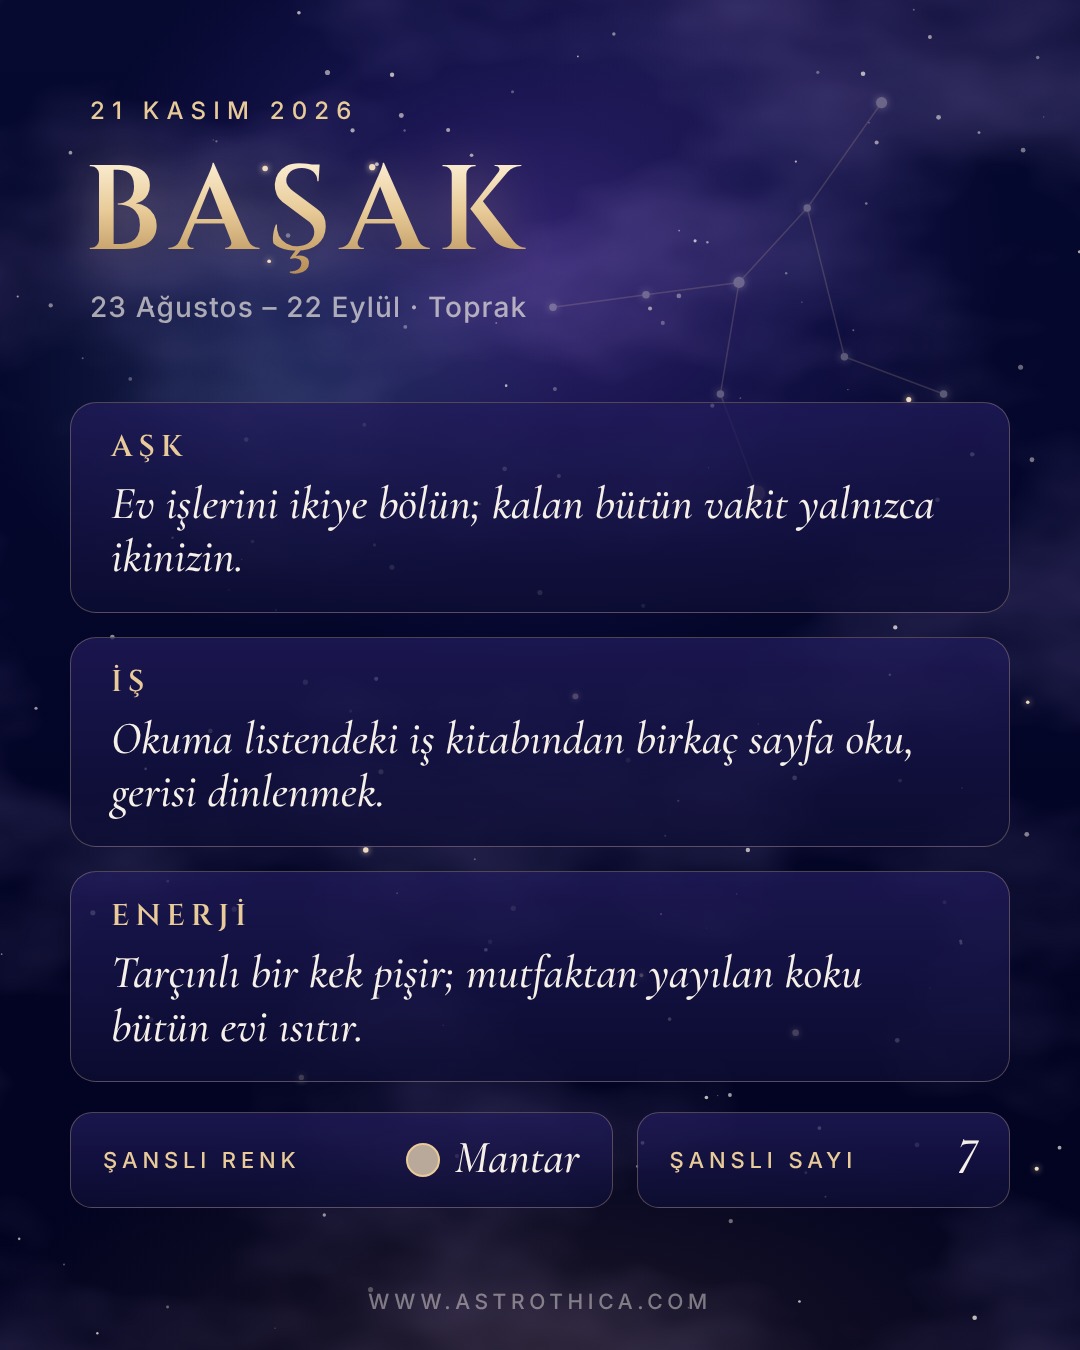 21 KASIM 2026
BAŞAK
23 Ağustos – 22 Eylül · Toprak
AŞK
Ev işlerini ikiye bölün; kalan bütün vakit yalnızca
ikinizin.
İŞ
Okuma listendeki iş kitabından birkaç sayfa oku,
gerisi dinlenmek.
ENERJİ
Tarçınlı bir kek pişir; mutfaktan yayılan koku
bütün evi ısıtır.
ŞANSLI RENK
Mantar
ŞANSLI SAYI
7
WWW.ASTROTHICA.COM